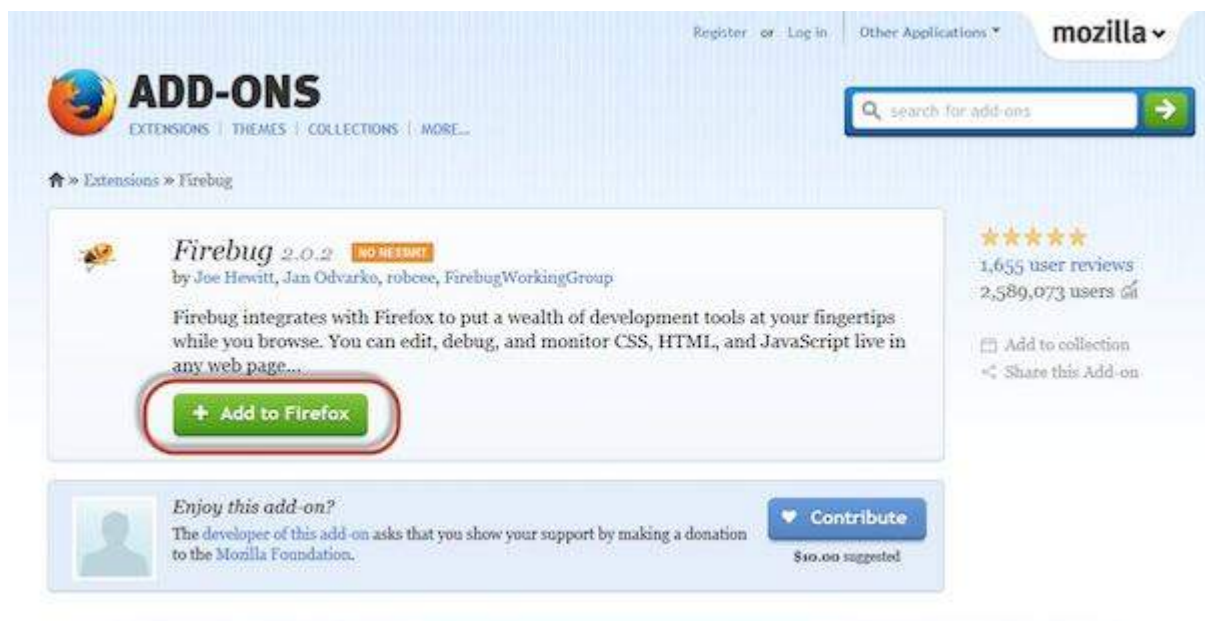 Register or Log in Other Applications
mozilla
ADD-ONS
EXTENSIONS | THEMES | COLLECTIONS | MORE...
search for add-ons
» Extensions » Firebug
Firebug 2.0.2 NO RESTART
by Joe Hewitt, Jan Odvarko, robcee, FirebugWorkingGroup
Firebug integrates with Firefox to put a wealth of development tools at your fingertips
while you browse. You can edit, debug, and monitor CSS, HTML, and JavaScript live in
any web page...
+ Add to Firefox
1,655 user reviews
2,589,073 users
Add to collection
Share this Add-on
Enjoy this add-on?
The developer of this add-on asks that you show your support by making a donation
to the Mozilla Foundation.
Contribute
$10.00 suggested